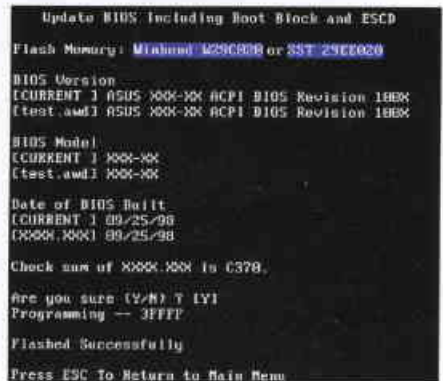 Update BIOS Including Boot Block and ESCD
Flash Memory: Winbond W29C020 or SST 29EE020
BIOS Version
[CURRENT ] ASUS XXX-XX ACPI BIOS Revision 100X
[test.awd] ASUS XXX-XX ACPI BIOS Revision 100X
BIOS Model
[CURRENT ] XXX-XX
[test.awd] XXX-XX
Date of BIOS Built
[CURRENT ] 09/25/98
[XXXX.XXX] 09/25/98
Check sum of XXXX.XXX is C378.
Are you sure (Y/N) ? [Y]
Programming -- 3FFFF
Flashed Successfully
Press ESC To Return to Main Menu